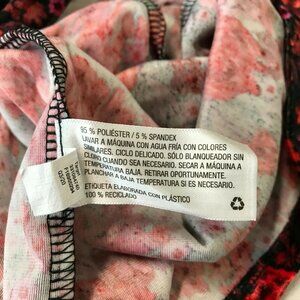 95 % POLIÉSTER / 5 % SPANDEX
LAVAR A MÁQUINA CON AGUA FRÍA CON COLORES
SIMILARES. CICLO DELICADO. SÓLO BLANQUEADOR SIN
CLORO CUANDO SEA NECESARIO. SECAR A MÁQUINA A
TEMPERATURA BAJA. RETIRAR OPORTUNAMENTE.
PLANCHAR A BAJA TEMPERATURA SI ES NECESARIO.
ETIQUETA ELABORADA CON PLÁSTICO
100 % RECICLADO